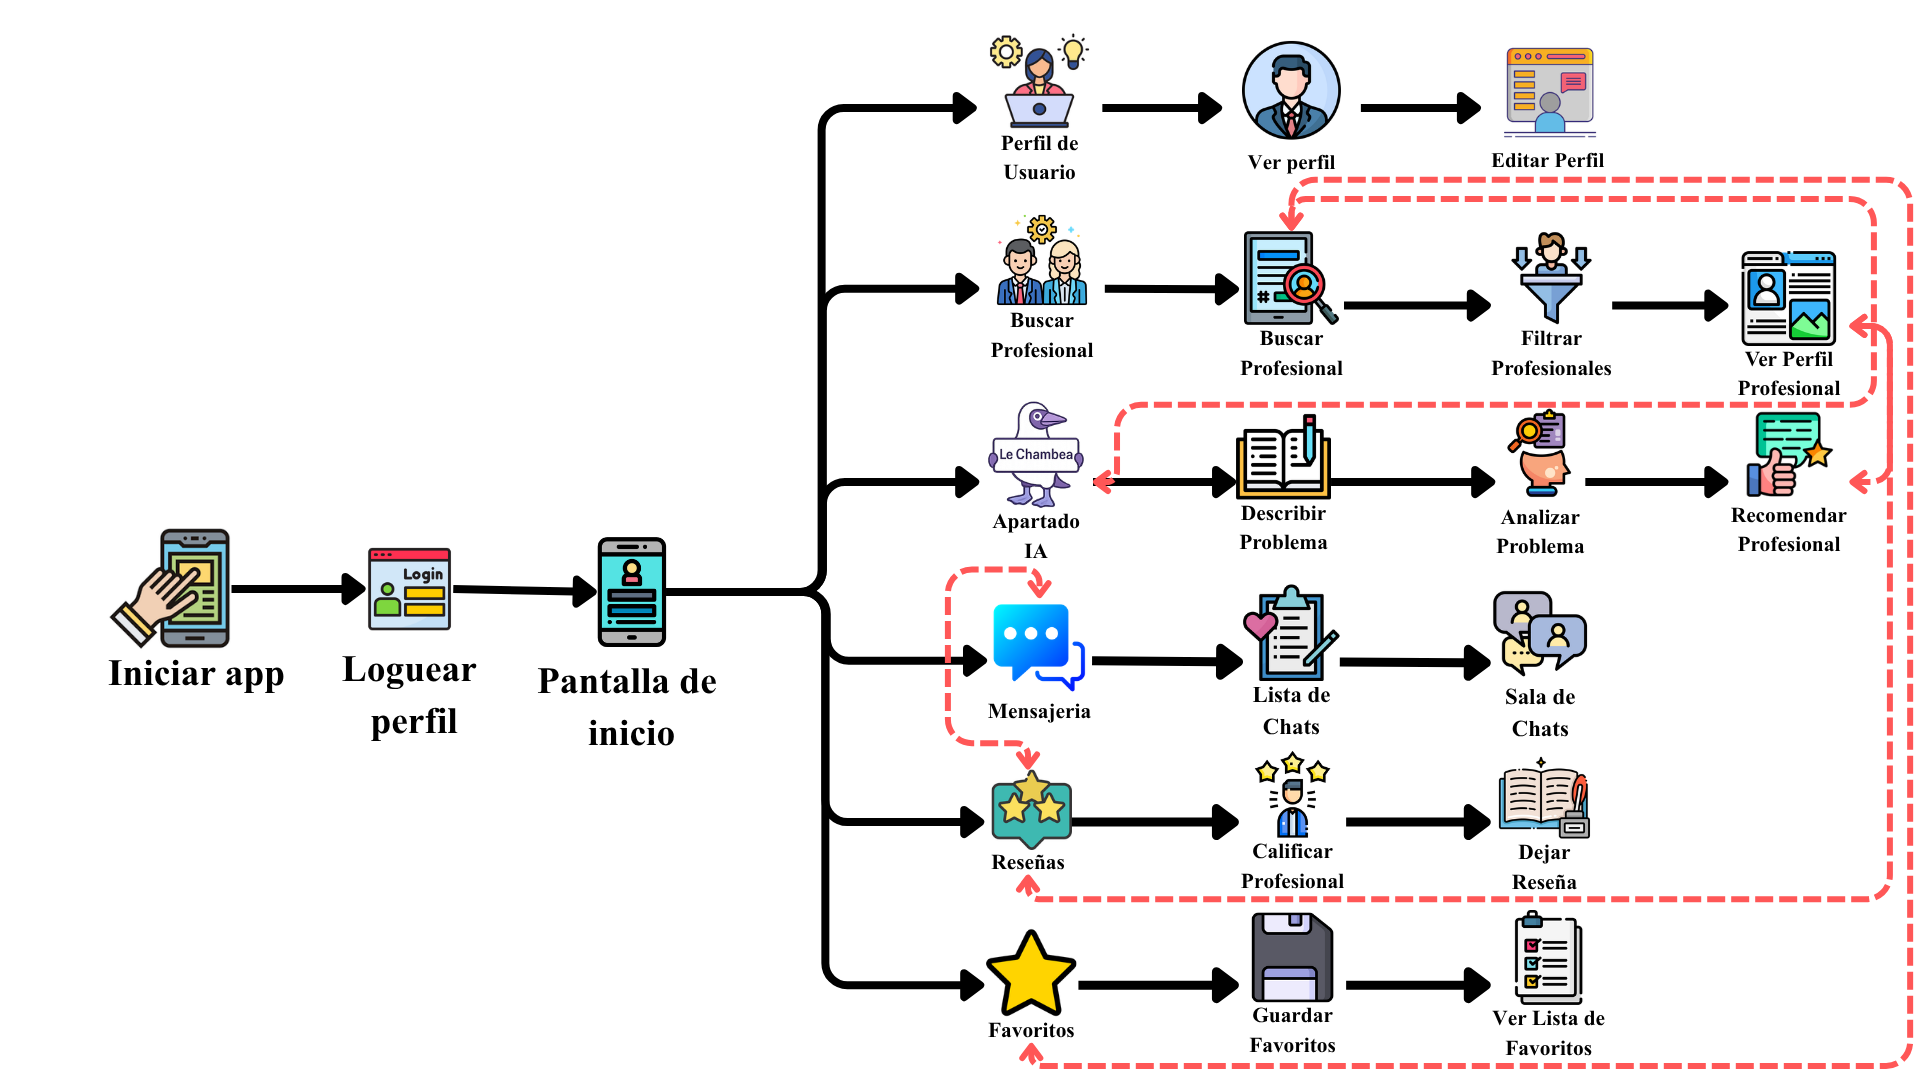 Perfil de
Usuario
Ver perfil
Editar Perfil
Buscar
Profesional
#
Buscar
Profesional
Filtrar
Profesionales
Ver Perfil
Profesional
Le Chambea
Apartado
IA
Describir
Problema
Analizar
Problema
Recomendar
Profesional
Login
Iniciar app
Loguear
perfil
Pantalla de
inicio
Mensajeria
Lista de
Chats
Sala de
Chats
Reseñas
Calificar
Profesional
Dejar
Reseña
Favoritos
Guardar
Favoritos
Ver Lista de
Favoritos